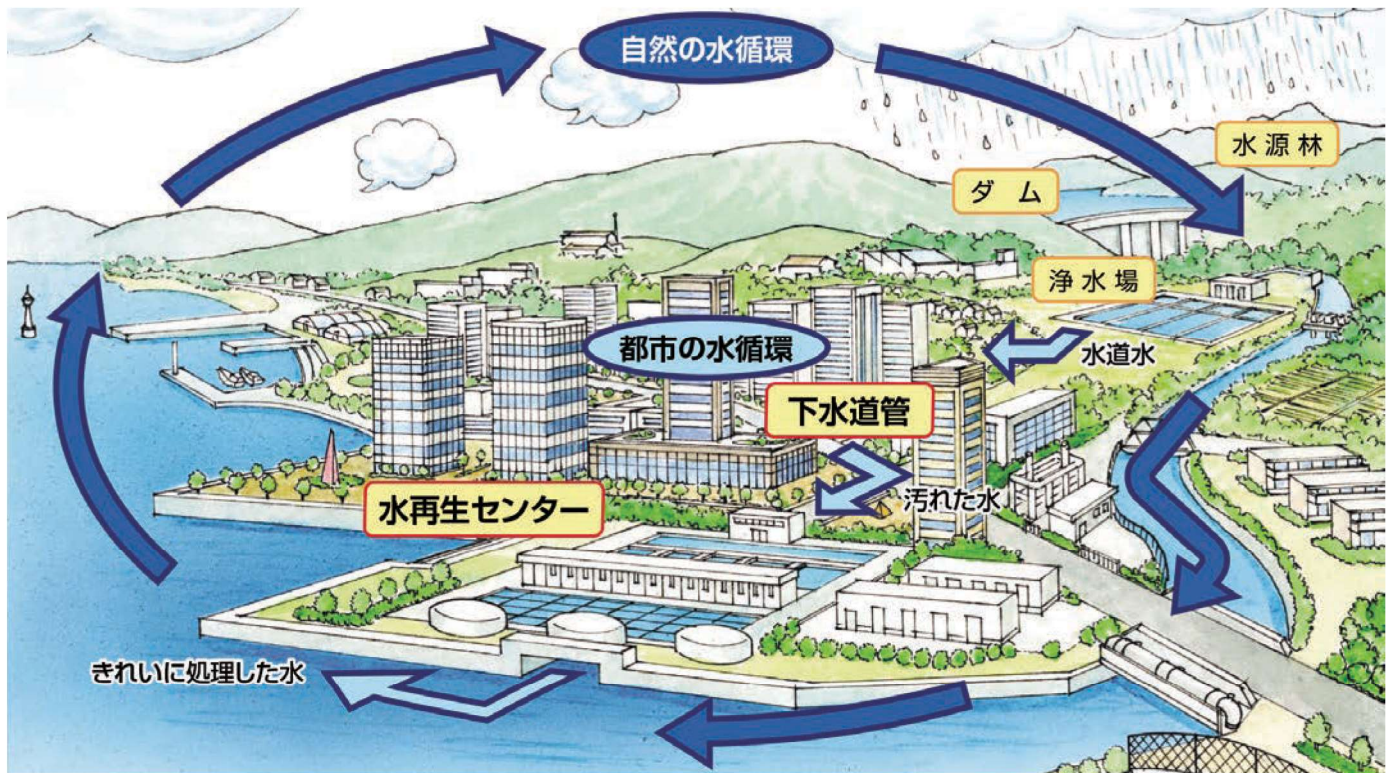 自然の水循環
水源林
ダム
浄水場
水道水
都市の水循環
下水道管
汚れた水
水再生センター
きれいに処理した水